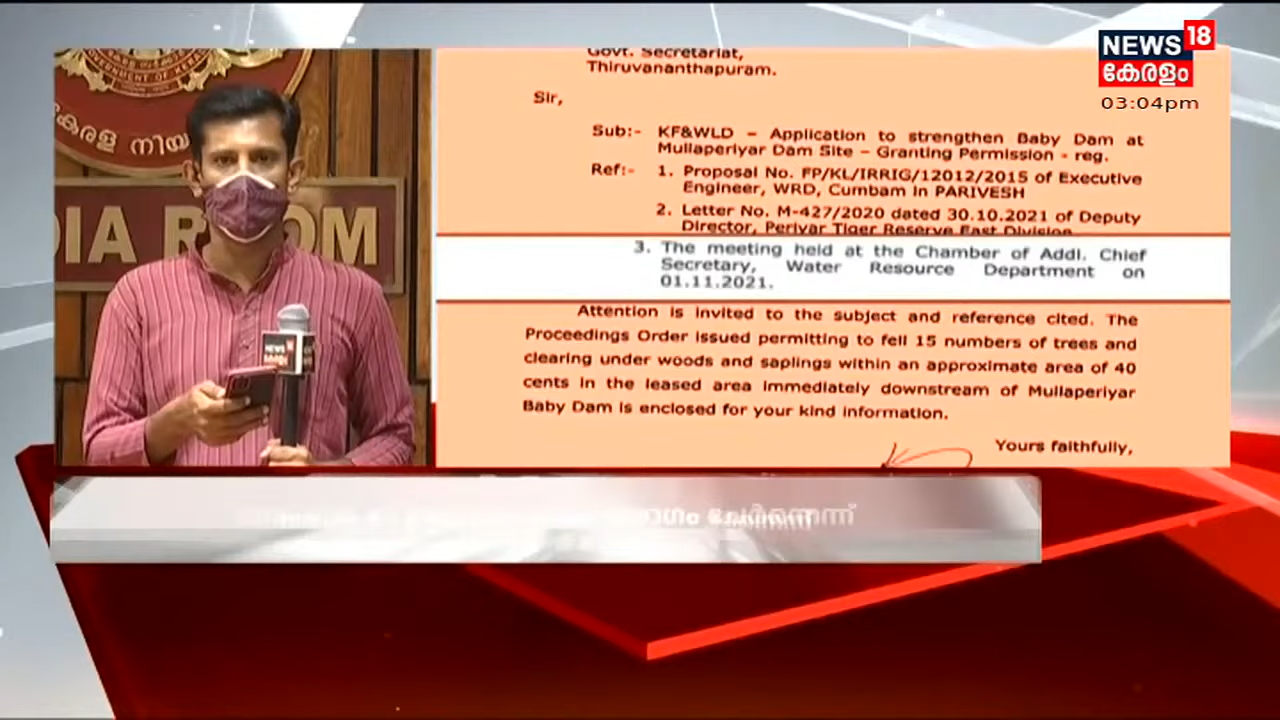 GOVERNMENT OF KERALA
കേരള നിയ
DIA ROOM
NEWS
Govt. Secretariat,
Thiruvananthapuram.
Sir,
Sub:- KF&WLD – Application to strengthen Baby Dam at
Mullaperiyar Dam Site – Granting Permission - reg.
Ref:- 1. Proposal No. FP/KL/IRRIG/12012/2015 of Executive
Engineer, WRD, Cumbam in PARIVESH
2. Letter No. M-427/2020 dated 30.10.2021 of Deputy
Director, Periyar Tiger Reserve East Division
3. The meeting held at the Chamber of Addl. Chief
Secretary, Water Resource Department on
01.11.2021.
Attention is invited to the subject and reference cited. The
Proceedings Order issued permitting to fell 15 numbers of trees and
clearing under woods and saplings within an approximate area of 40
cents in the leased area immediately downstream of Mullaperiyar
Baby Dam is enclosed for your kind information.
Yours faithfully,
NEWS 18
കേരളം
03:04pm